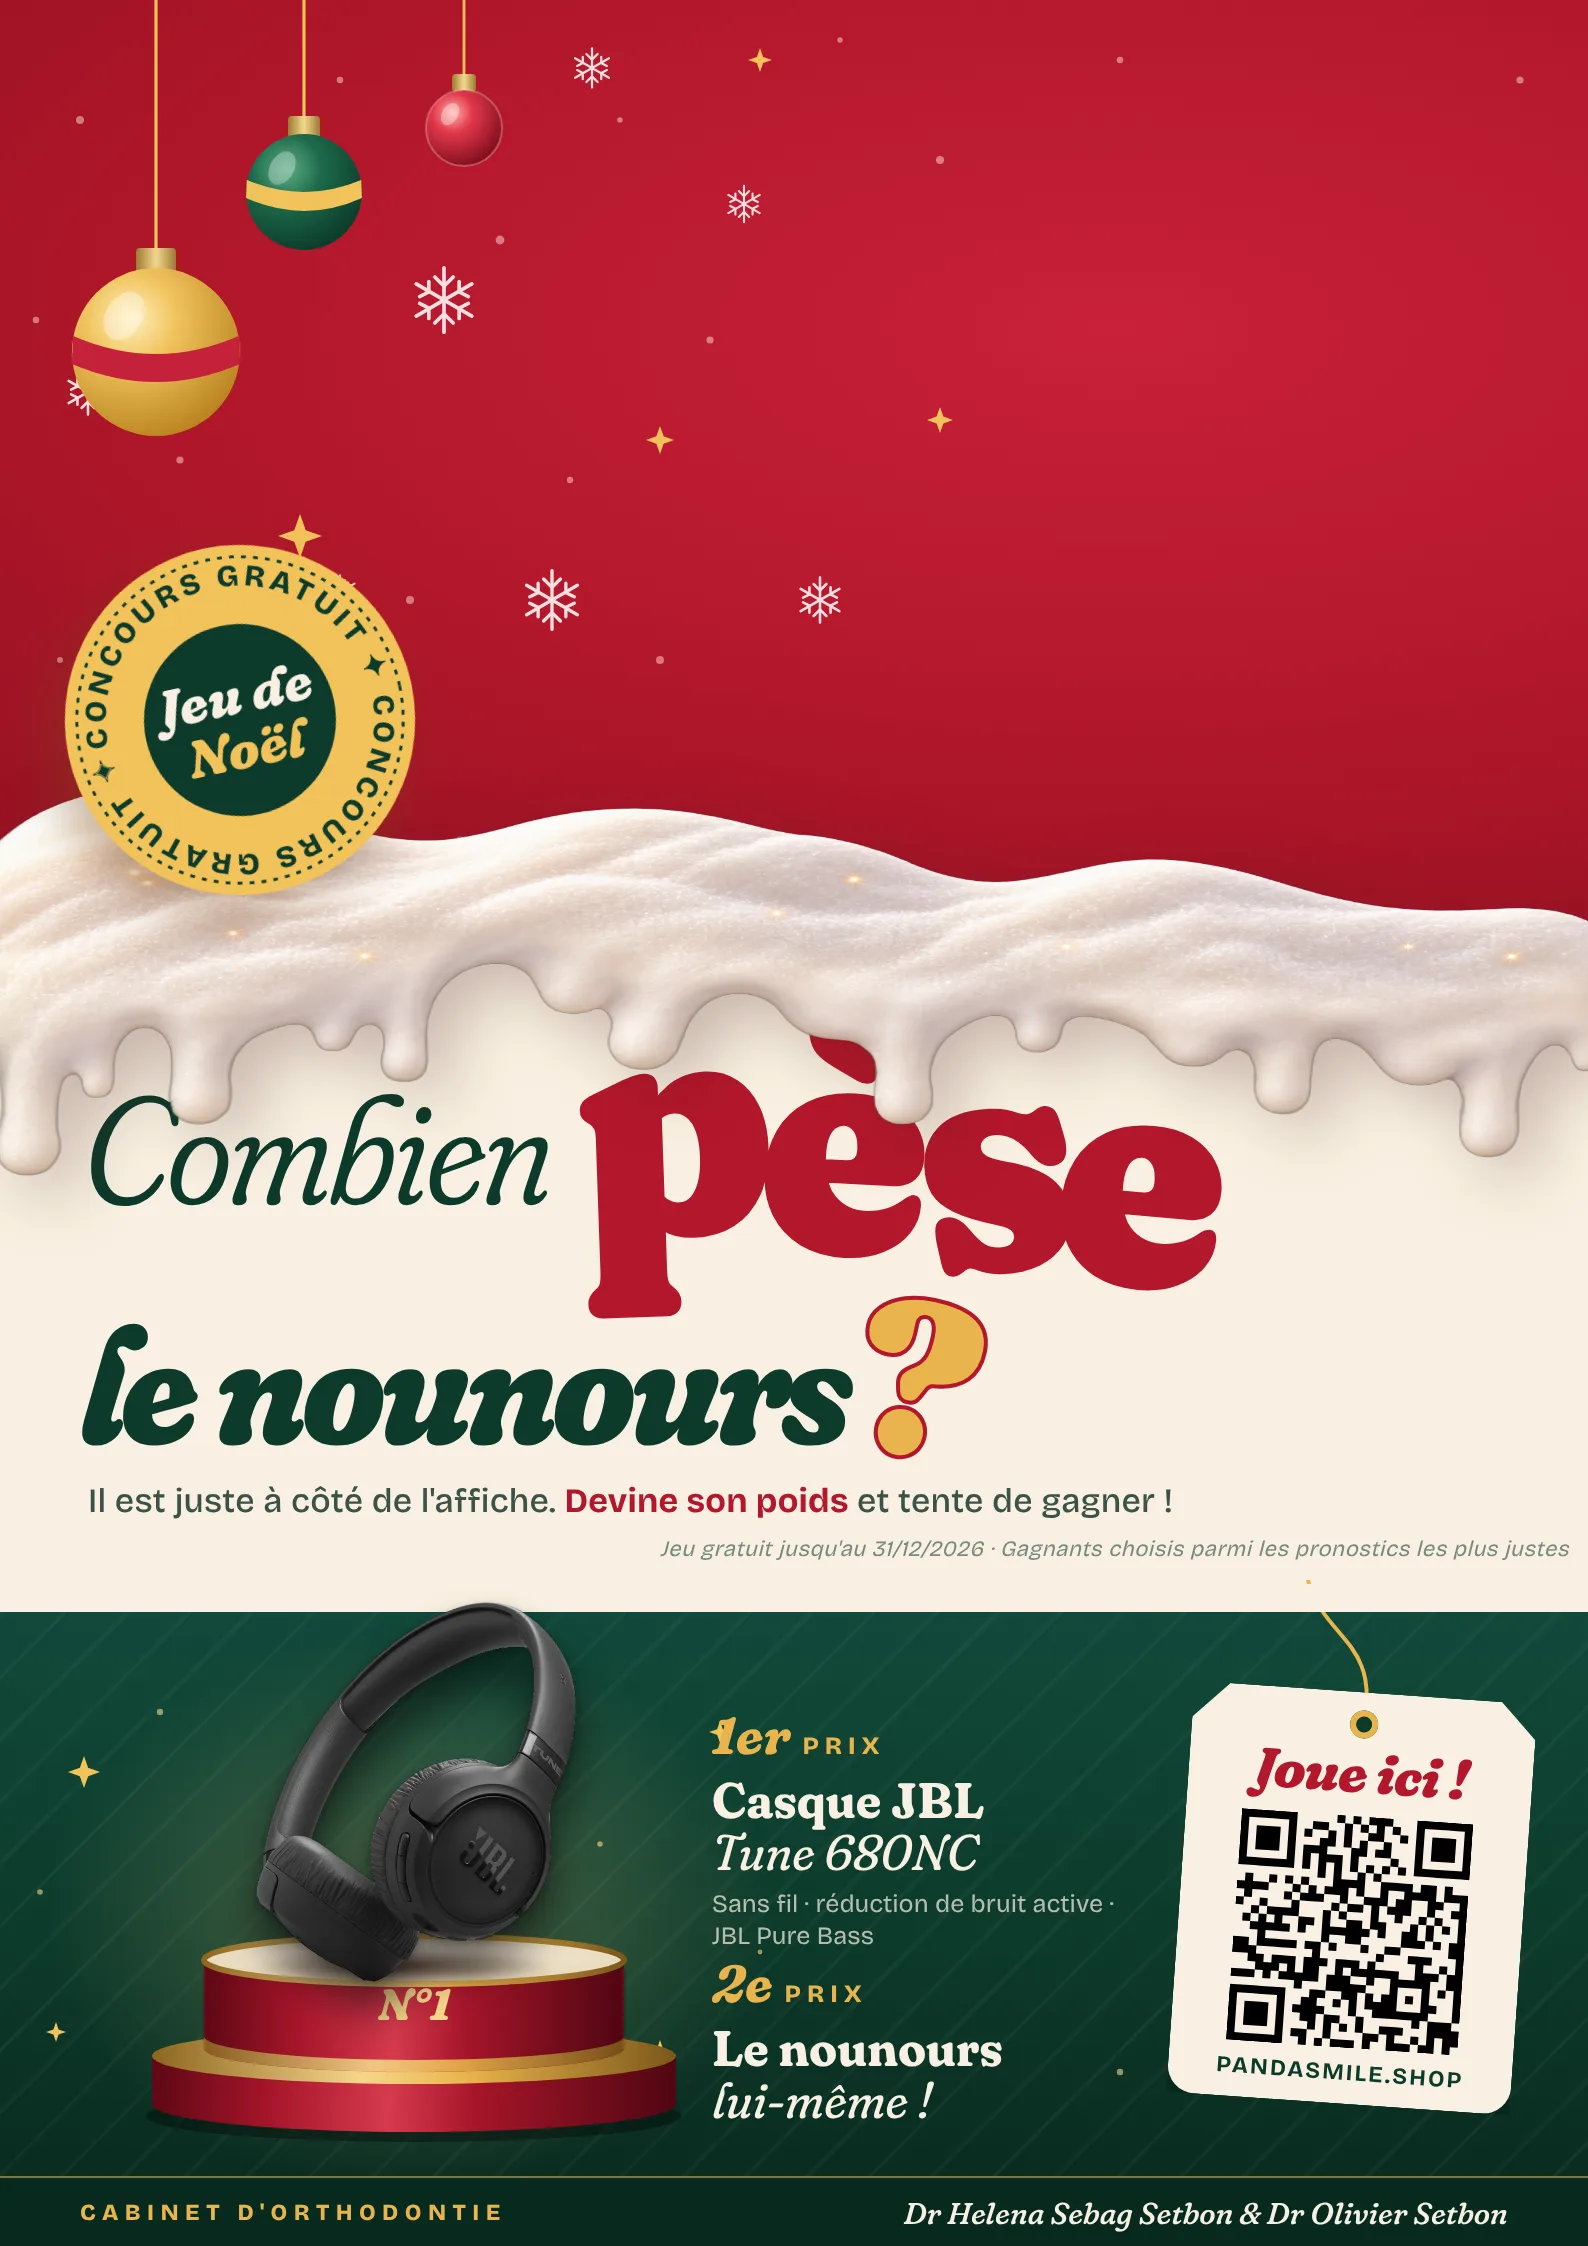 CONCOURS GRATUIT ✦ CONCOURS GRATUIT ✦
Jeu de
Noël
Combien pèse
le nounours ?
Il est juste à côté de l'affiche. Devine son poids et tente de gagner !
Jeu gratuit jusqu'au 31/12/2026 · Gagnants choisis parmi les pronostics les plus justes
TUNE
JBL
N°1
1er PRIX
Casque JBL
Tune 680NC
Sans fil · réduction de bruit active ·
JBL Pure Bass
2e PRIX
Le nounours
lui-même !
Joue ici !
PANDASMILE.SHOP
CABINET D'ORTHODONTIE
Dr Helena Sebag Setbon & Dr Olivier Setbon